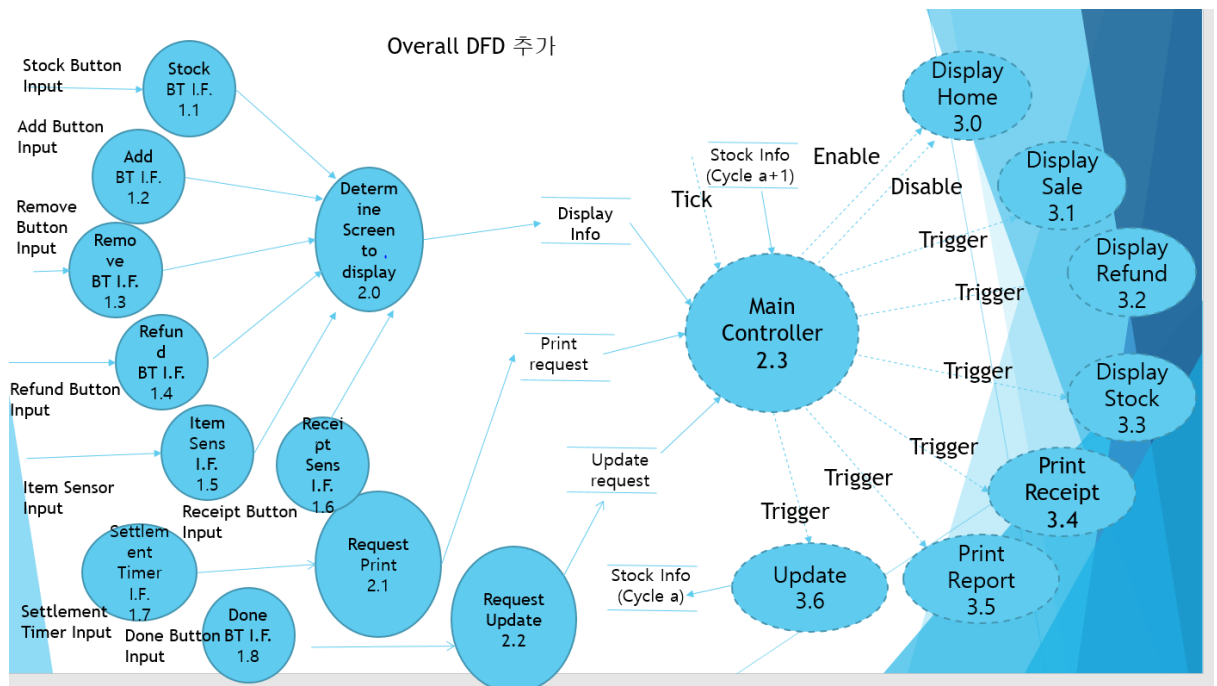 Overall DFD 추가
Stock Button
Input
Stock
BT I.F.
1.1
Add Button
Input
Add
BT I.F.
1.2
Remove
Button
Input
Remo
ve
BT I.F.
1.3
Refun
d
BT I.F.
1.4
Refund Button
Input
Item
Sens
I.F.
1.5
Item Sensor
Input
Recei
pt
Sens
I.F.
1.6
Receipt Button
Input
Settlem
ent
Timer
I.F.
1.7
Settlement
Timer Input
Done
BT I.F.
1.8
Done Button
Input
Determ
ine
Screen
to
display
2.0
Request
Print
2.1
Request
Update
2.2
Display
Info
Print
request
Update
request
Stock Info
(Cycle a)
Tick
Stock Info
(Cycle a+1)
Main
Controller
2.3
Enable
Disable
Trigger
Trigger
Trigger
Trigger
Trigger
Trigger
Display
Home
3.0
Display
Sale
3.1
Display
Refund
3.2
Display
Stock
3.3
Print
Receipt
3.4
Print
Report
3.5
Update
3.6